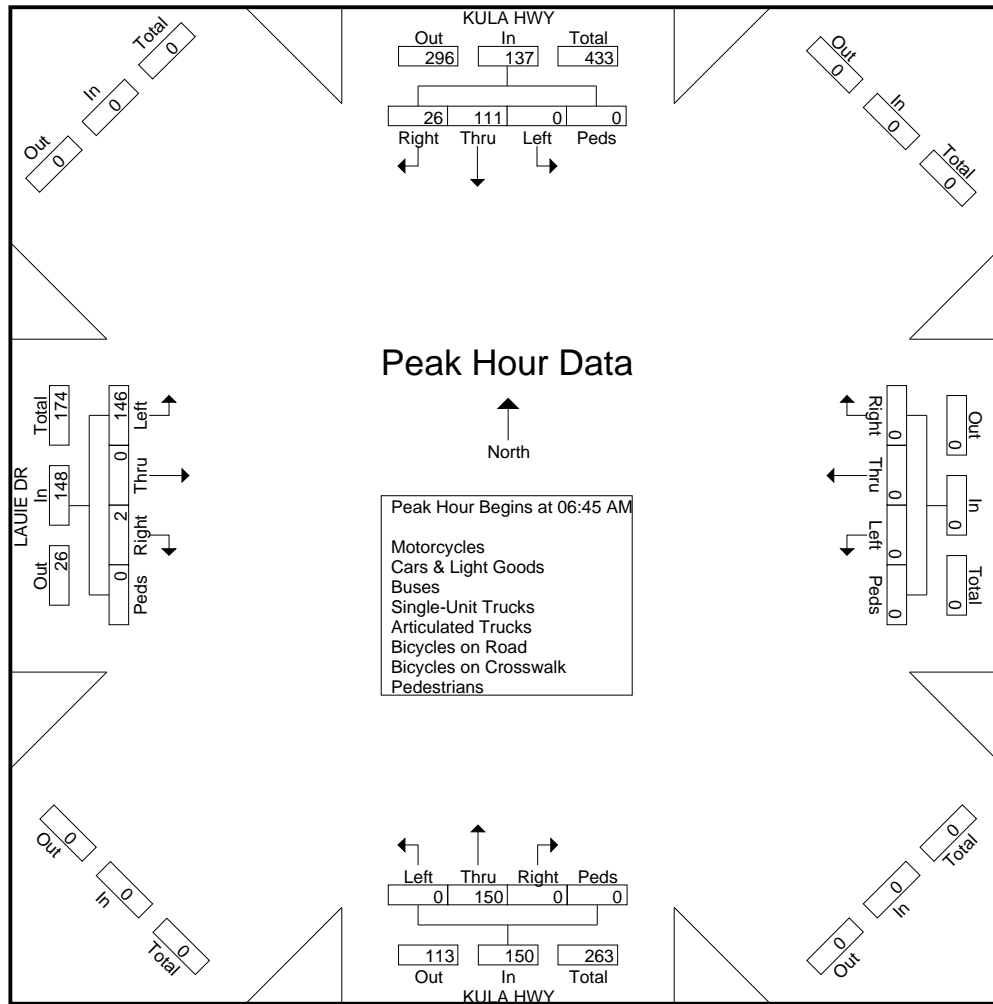 KULA HWY
Out In Total
296 137 433
26 111 0 0
Right Thru Left Peds
Total
0
In
0
Out
0
Out
0
In
0
Total
0
Peak Hour Data
North
Peak Hour Begins at 06:45 AM
Motorcycles
Cars & Light Goods
Buses
Single-Unit Trucks
Articulated Trucks
Bicycles on Road
Bicycles on Crosswalk
Pedestrians
LAUIE DR
Out In Total
26 148 174
0 2 0 146
Peds Right Thru Left
Right Thru Left Peds
0 0 0 0
Out In Total
0 0 0
Out
0
In
0
Total
0
Total
0
In
0
Out
0
Left Thru Right Peds
0 150 0 0
113 150 263
Out In Total
KULA HWY